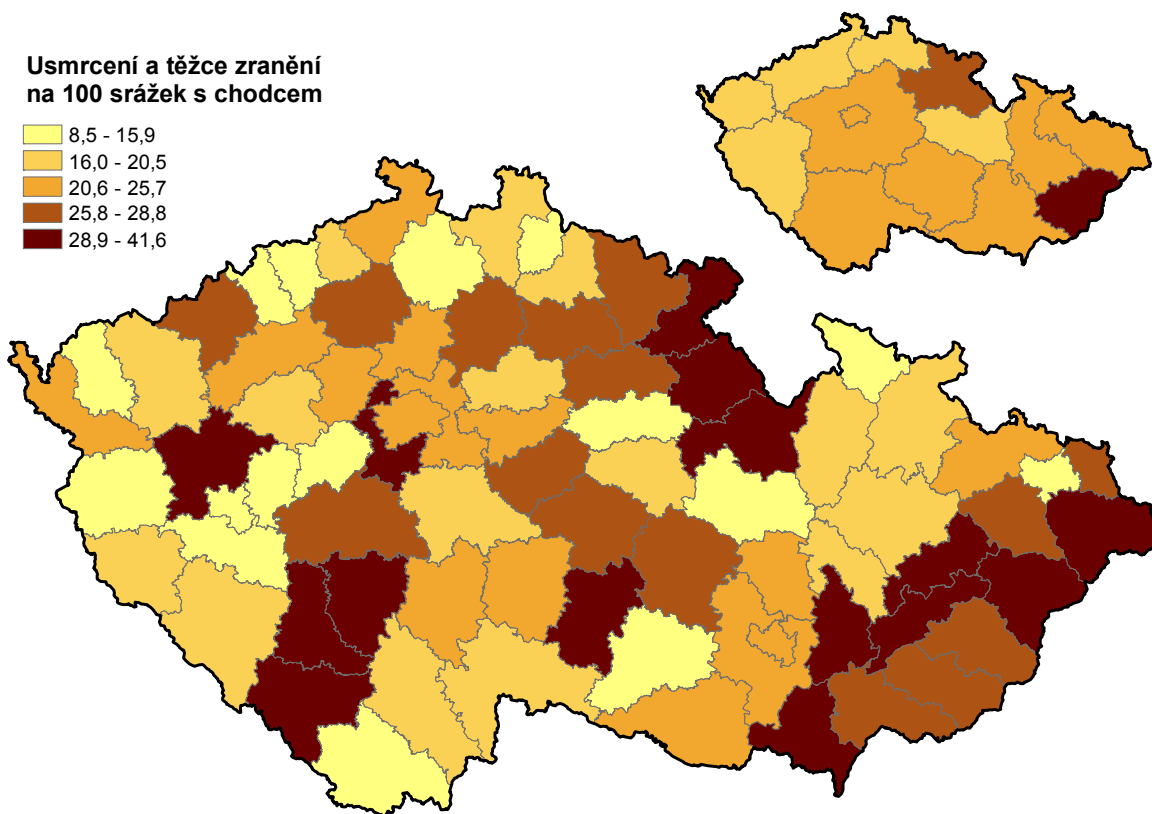 Usmrcení a těžce zranění
na 100 srážek s chodcem
8,5 - 15,9
16,0 - 20,5
20,6 - 25,7
25,8 - 28,8
28,9 - 41,6